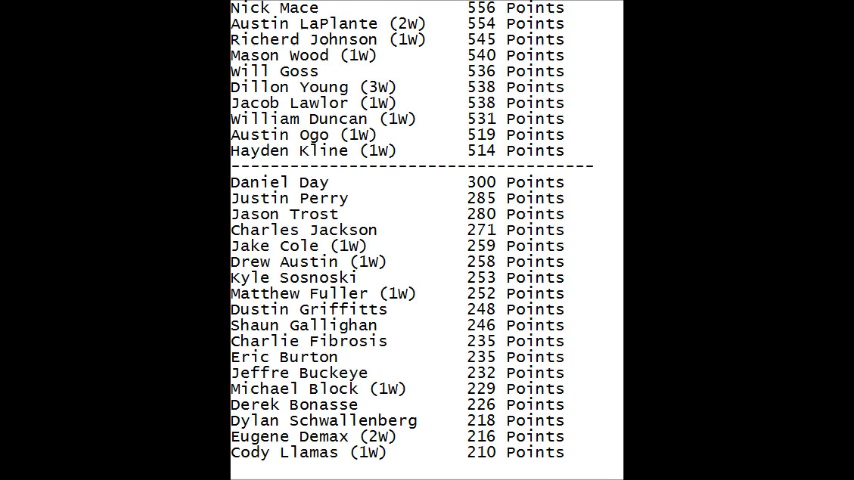 Nick Mace 556 Points
Austin LaPlante (2W) 554 Points
Richerd Johnson (1W) 545 Points
Mason Wood (1W) 540 Points
Will Goss 536 Points
Dillon Young (3W) 538 Points
Jacob Lawlor (1W) 538 Points
William Duncan (1W) 531 Points
Austin Ogo (1W) 519 Points
Hayden Kline (1W) 514 Points
-------------------------------------
Daniel Day 300 Points
Justin Perry 285 Points
Jason Trost 280 Points
Charles Jackson 271 Points
Jake Cole (1W) 259 Points
Drew Austin (1W) 258 Points
Kyle Sosnoski 253 Points
Matthew Fuller (1W) 252 Points
Dustin Griffitts 248 Points
Shaun Gallighan 246 Points
Charlie Fibrosis 235 Points
Eric Burton 235 Points
Jeffre Buckeye 232 Points
Michael Block (1W) 229 Points
Derek Bonasse 226 Points
Dylan Schwallenberg 218 Points
Eugene Demax (2W) 216 Points
Cody Llamas (1W) 210 Points